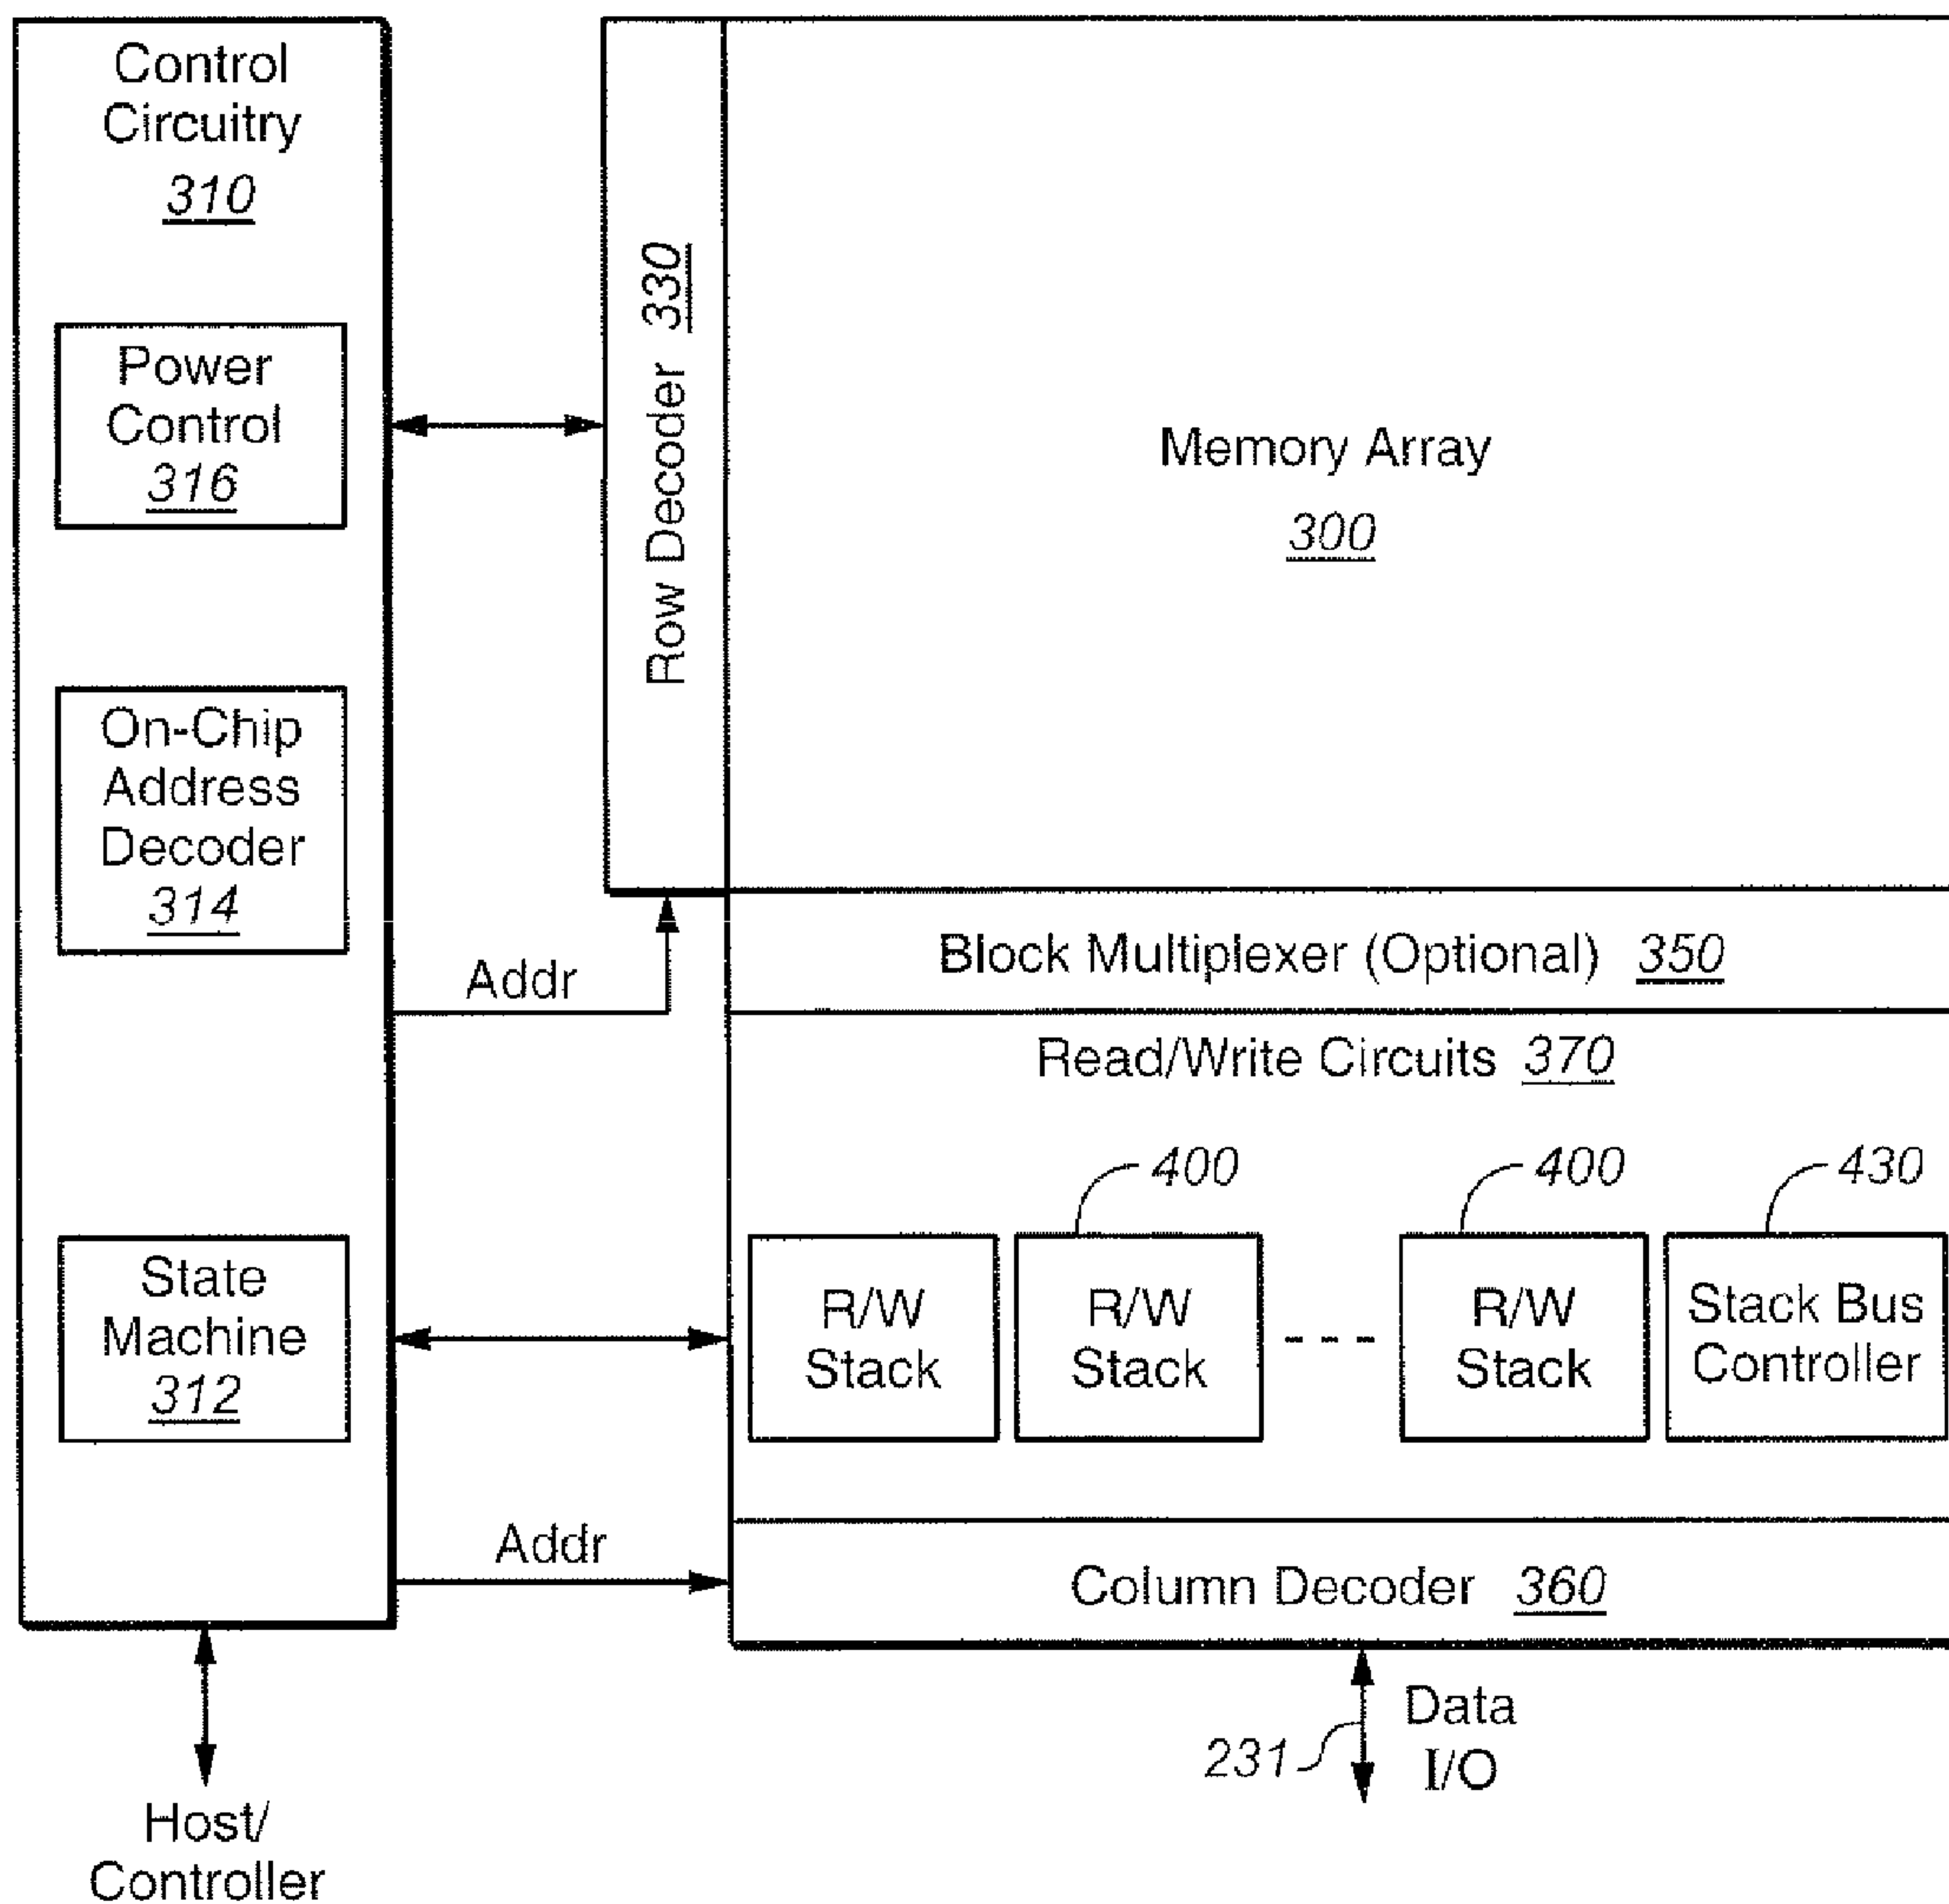 Control
Circuitry
310
Power
Control
316
On-Chip
Address
Decoder
314
State
Machine
312
Host/
Controller
Addr
Addr
Row Decoder 330
Memory Array
300
Block Multiplexer (Optional) 350
Read/Write Circuits 370
400
400
430
R/W
Stack
R/W
Stack
- - - -
R/W
Stack
Stack Bus
Controller
Column Decoder 360
231
Data
I/O